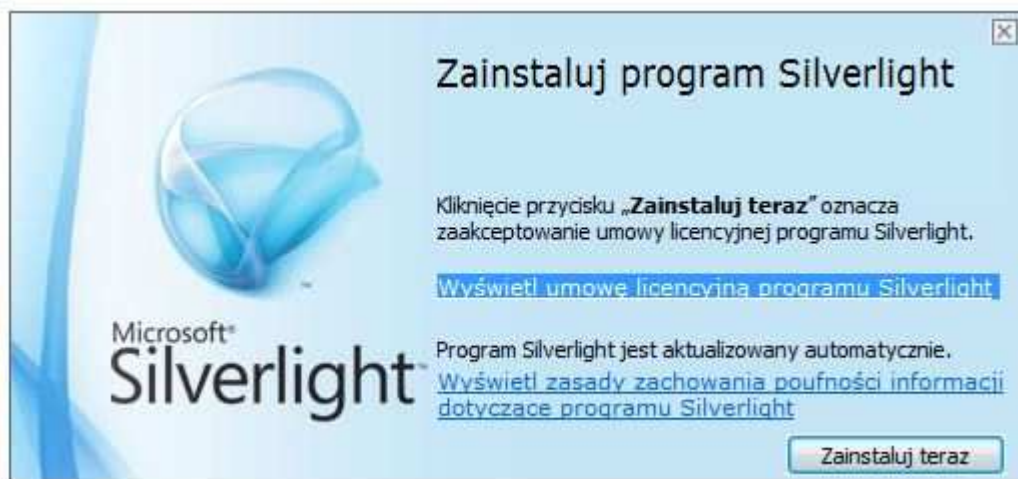 Zainstaluj program Silverlight
Kliknięcie przycisku „Zainstaluj teraz” oznacza
zaakceptowanie umowy licencyjnej programu Silverlight.
Wyświetl umowę licencyjną programu Silverlight
Microsoft®
Silverlight™
Program Silverlight jest aktualizowany automatycznie.
Wyświetl zasady zachowania poufności informacji
dotyczące programu Silverlight
Zainstaluj teraz